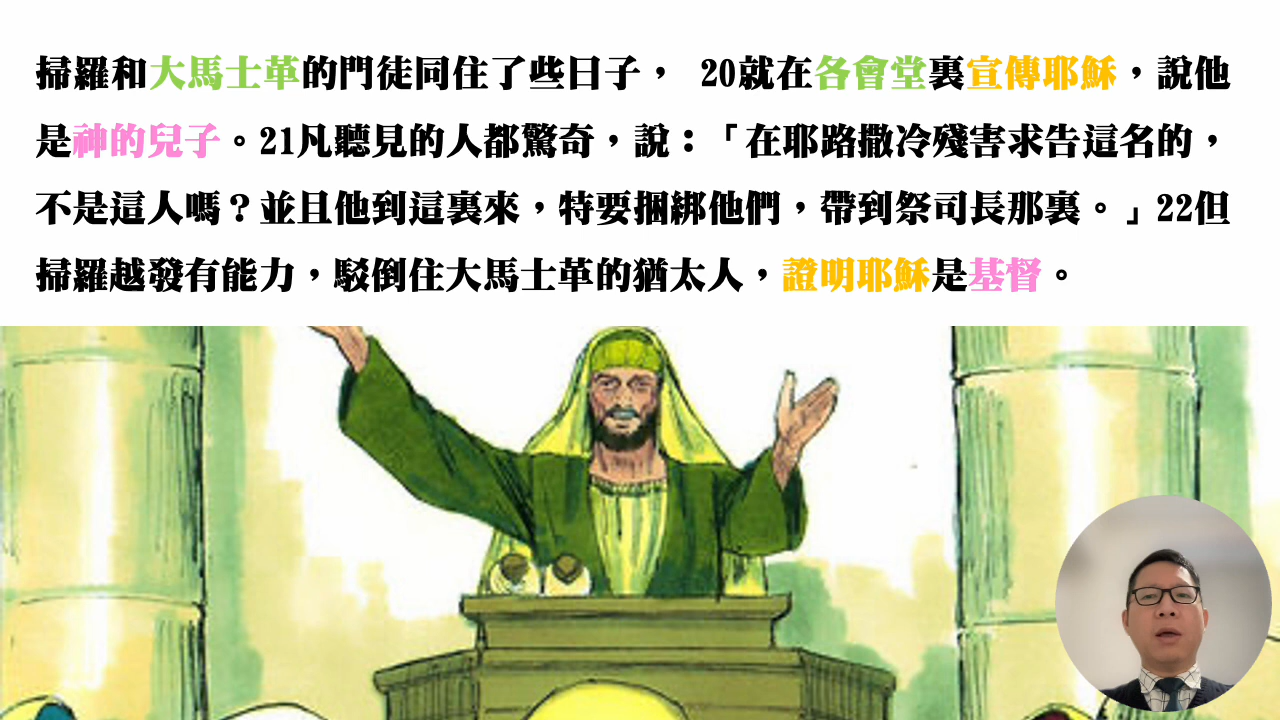 掃羅和大馬士革的門徒同住了些日子， 20就在各會堂裏宣傳耶穌，說他
是神的兒子。21凡聽見的人都驚奇，說：「在耶路撒冷殘害求告這名的，
不是這人嗎？並且他到這裏來，特要捆綁他們，帶到祭司長那裏。」22但
掃羅越發有能力，駁倒住大馬士革的猶太人，證明耶穌是基督。